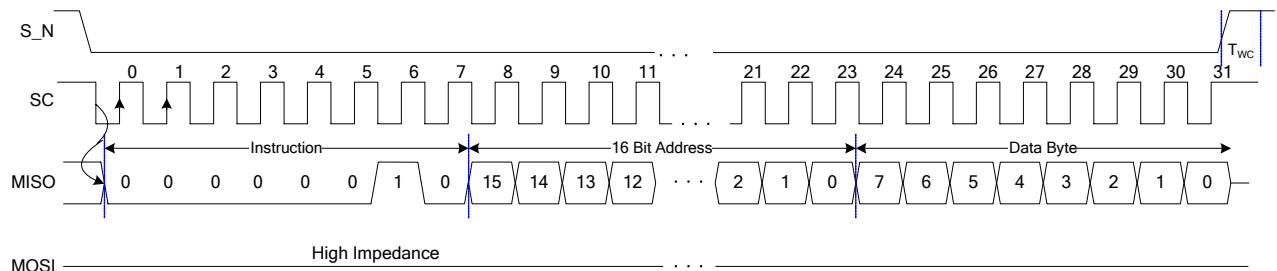 S_N
. . .
T_WC
0 1 2 3 4 5 6 7 8 9 10 11 21 22 23 24 25 26 27 28 29 30 31
SC
. . .
Instruction 16 Bit Address Data Byte
MISO 0 0 0 0 0 0 1 0 15 14 13 12 . . . 2 1 0 7 6 5 4 3 2 1 0
High Impedance
MOSI . . .